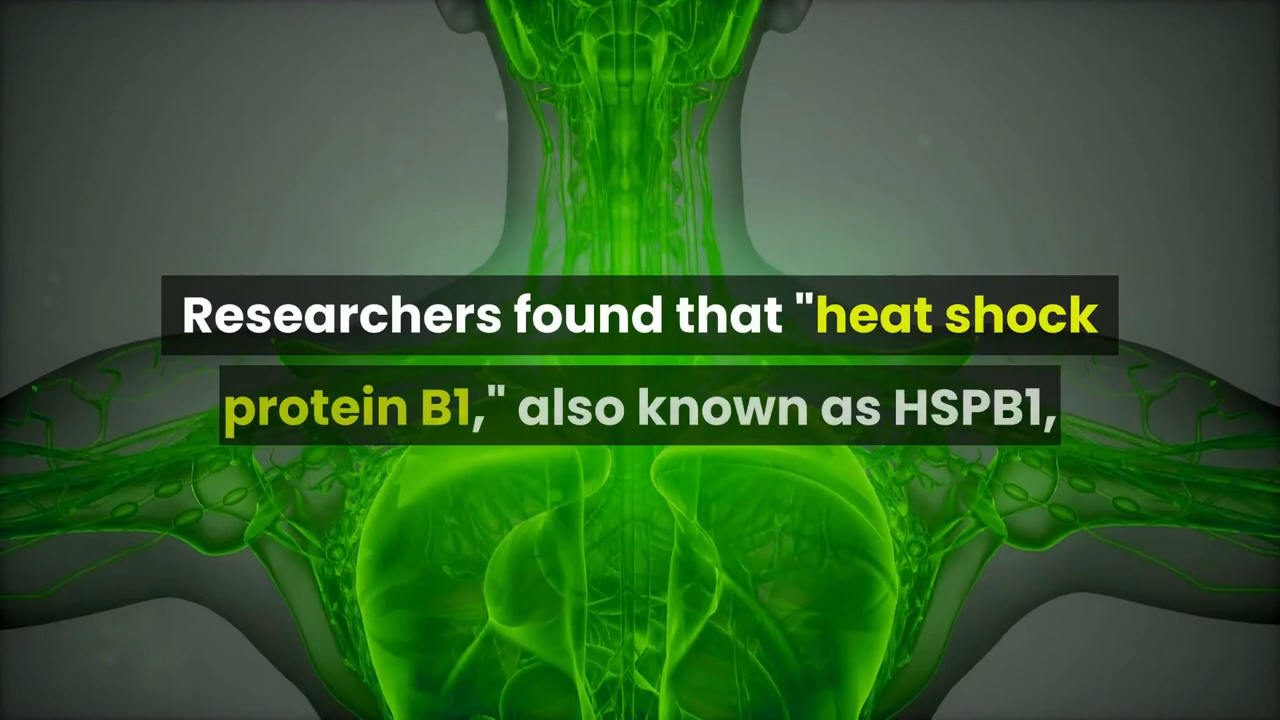 Researchers found that "heat shock
protein B1," also known as HSPB1,